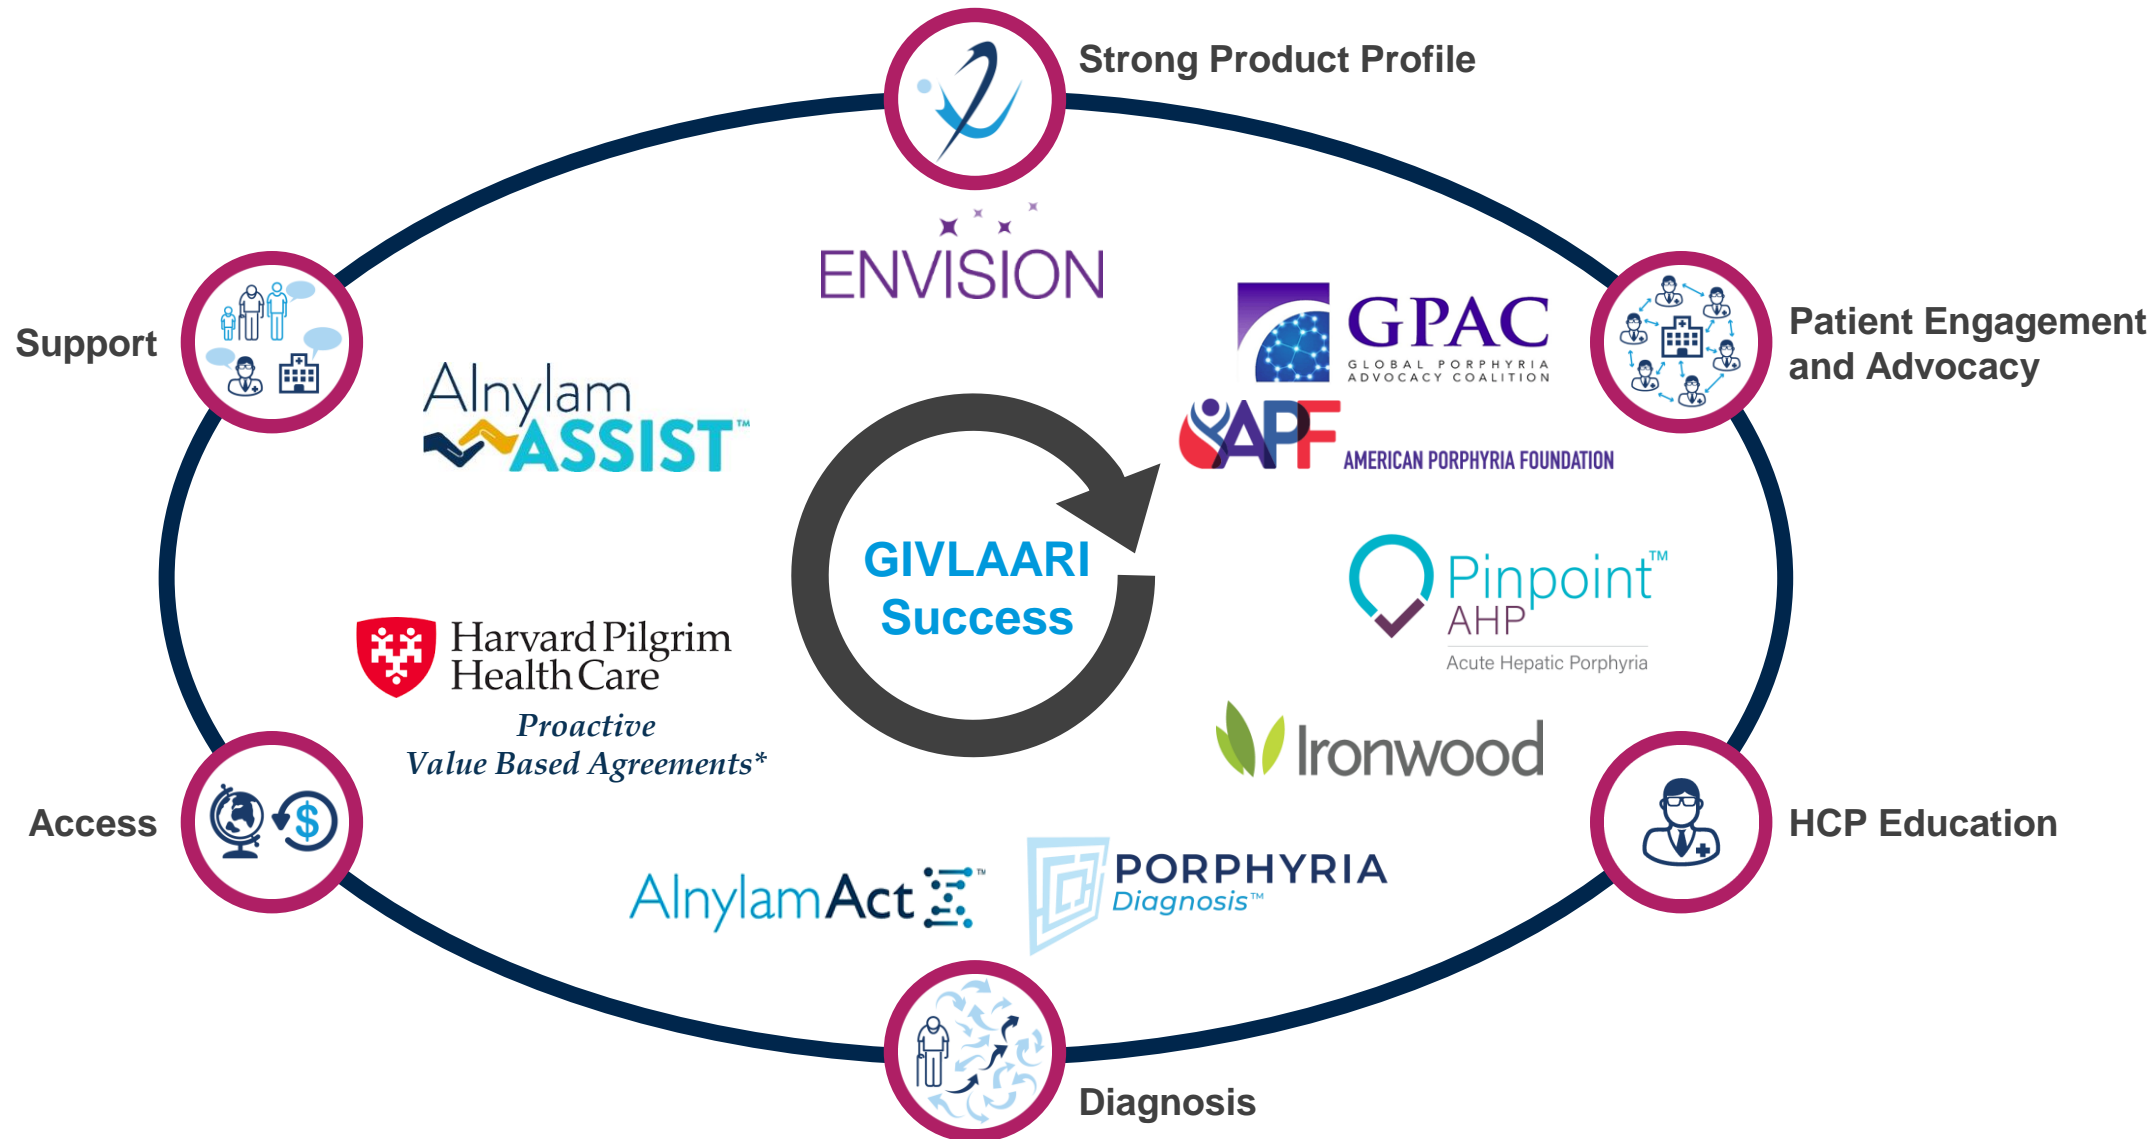 Strong Product Profile
ENVISION
GPAC
GLOBAL PORPHYRIA
ADVOCACY COALITION
Patient Engagement
and Advocacy
Support
Alnylam
ASSIST™
APF AMERICAN PORPHYRIA FOUNDATION
GIVLAARI
Success
Pinpoint™
AHP
Acute Hepatic Porphyria
Harvard Pilgrim
Health Care
Proactive
Value Based Agreements*
Ironwood
Access
$
HCP Education
AlnylamAct™
PORPHYRIA
Diagnosis™
Diagnosis